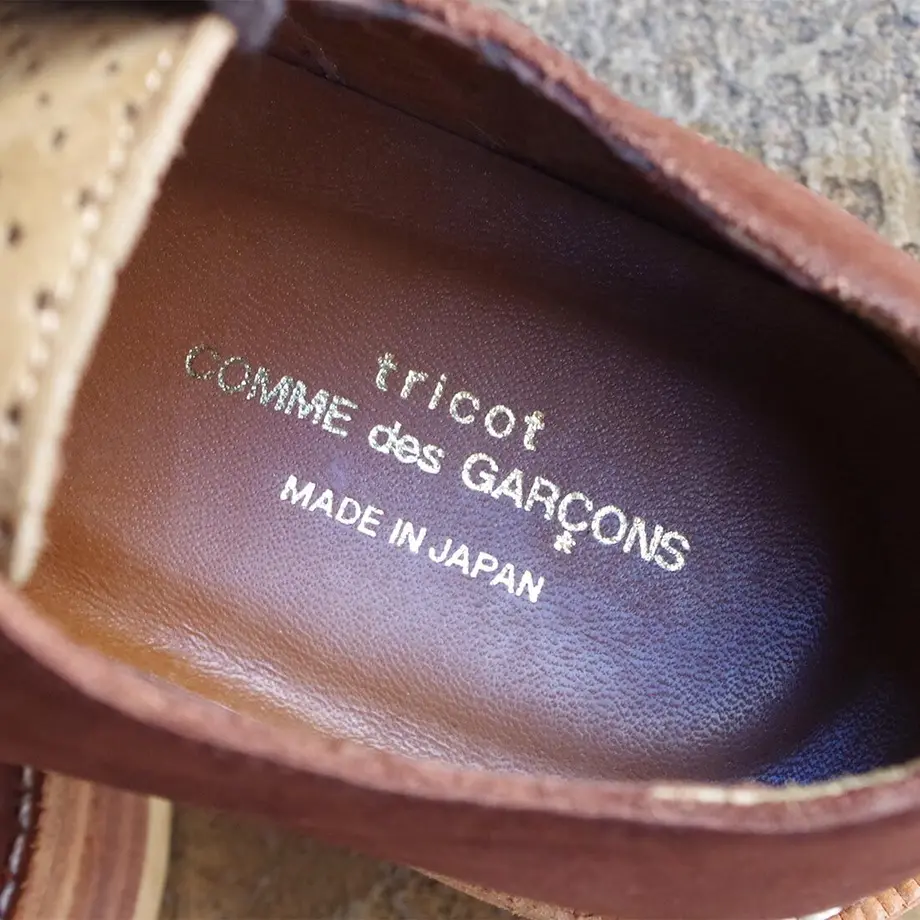 tricot
COMME des GARÇONS
MADE IN JAPAN